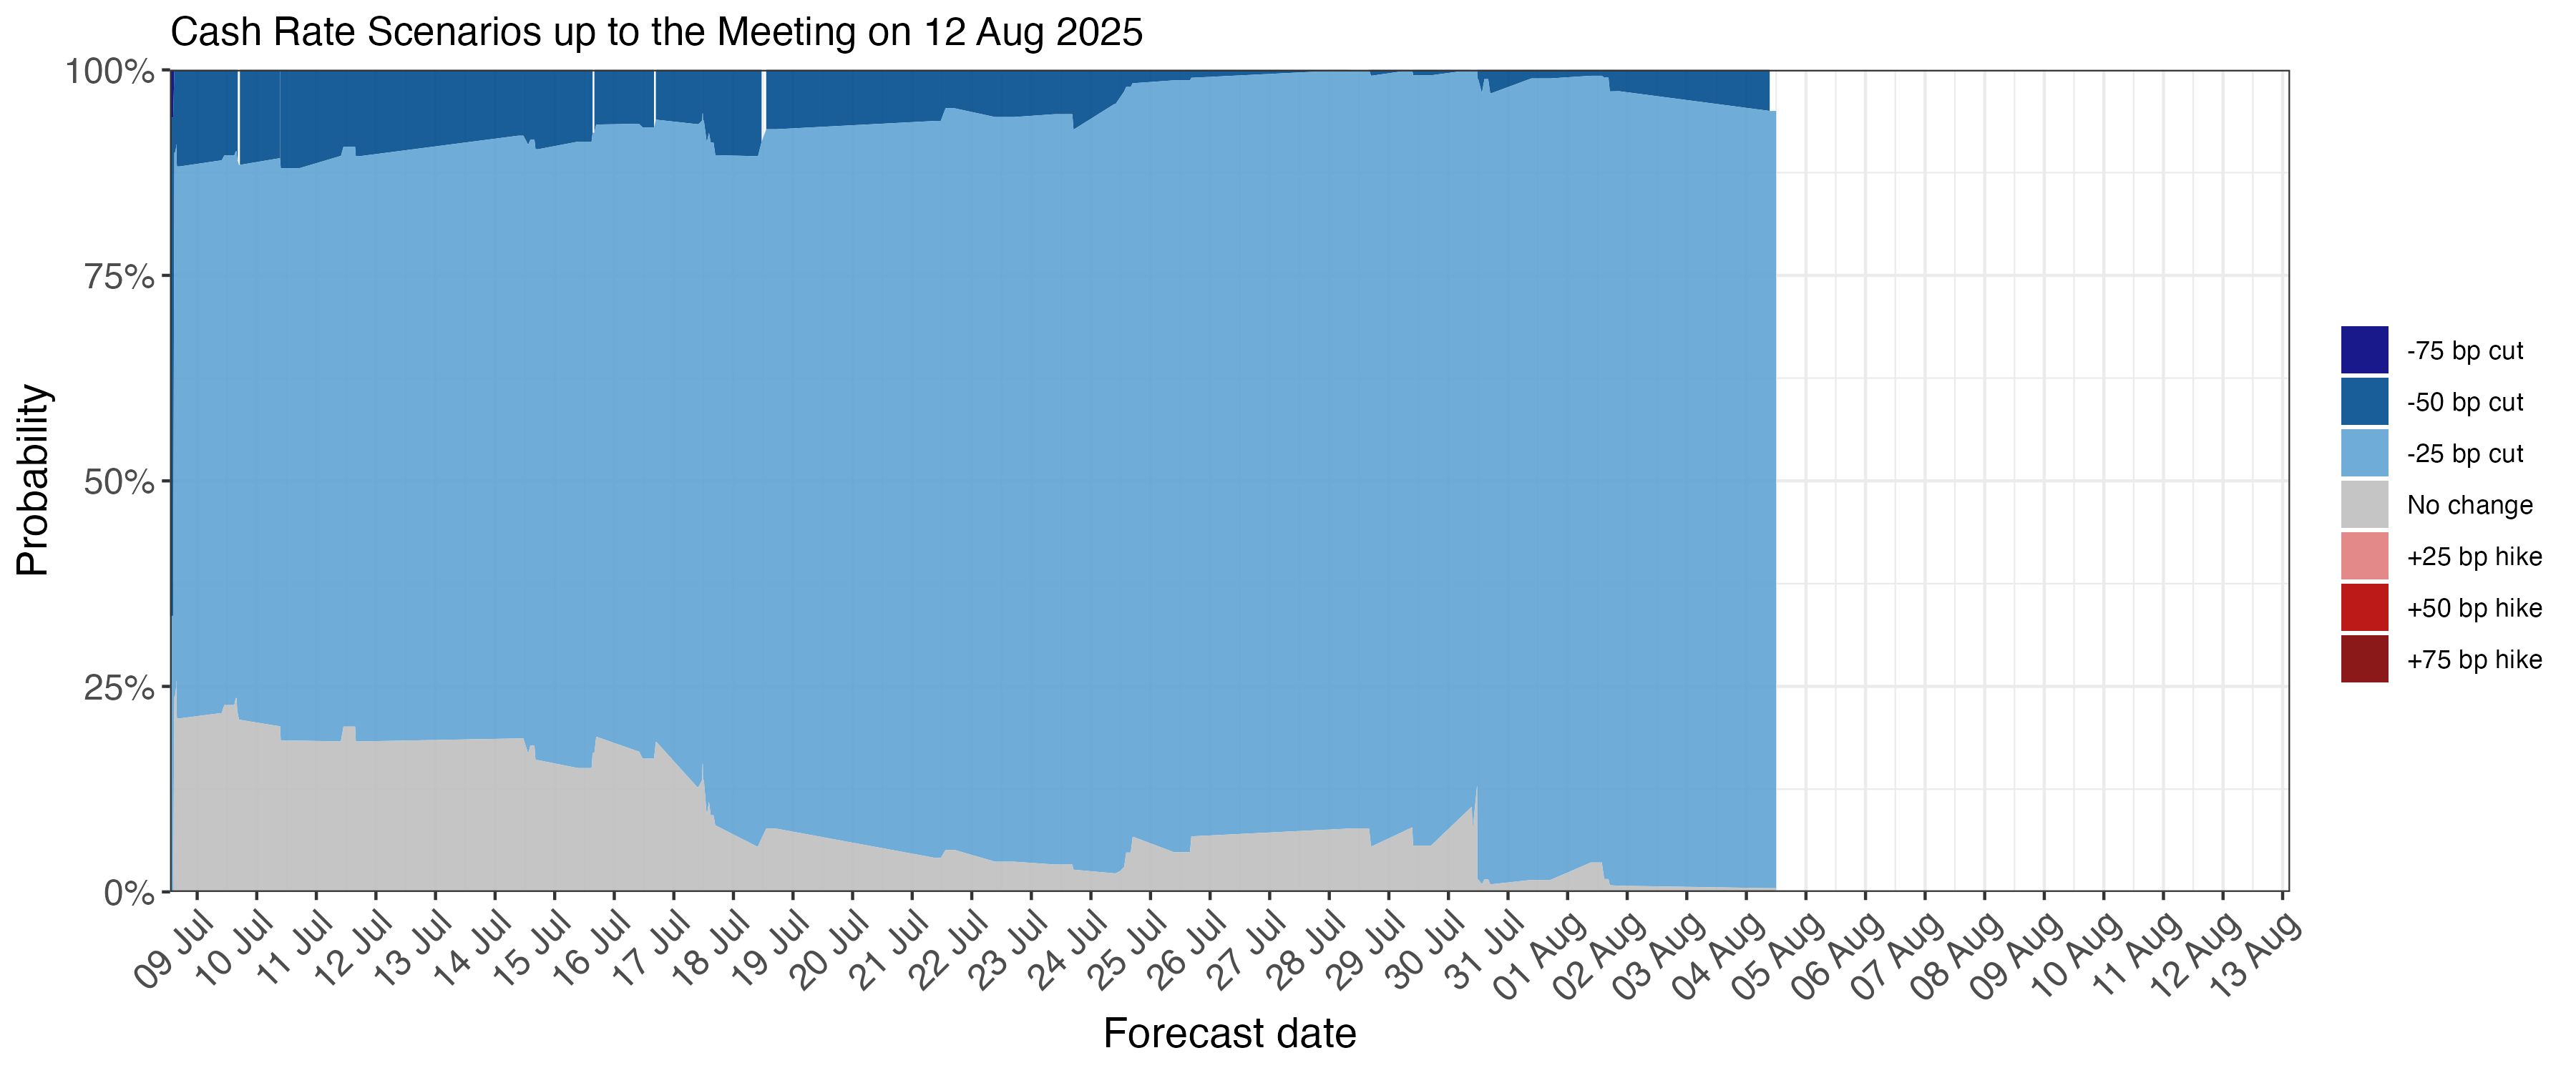 Cash Rate Scenarios up to the Meeting on 12 Aug 2025
100%
75%
50%
25%
0%
Probability
09 Jul
10 Jul
11 Jul
12 Jul
13 Jul
14 Jul
15 Jul
16 Jul
17 Jul
18 Jul
19 Jul
20 Jul
21 Jul
22 Jul
23 Jul
24 Jul
25 Jul
26 Jul
27 Jul
28 Jul
29 Jul
30 Jul
31 Jul
01 Aug
02 Aug
03 Aug
04 Aug
05 Aug
06 Aug
07 Aug
08 Aug
09 Aug
10 Aug
11 Aug
12 Aug
13 Aug
Forecast date
-75 bp cut
-50 bp cut
-25 bp cut
No change
+25 bp hike
+50 bp hike
+75 bp hike